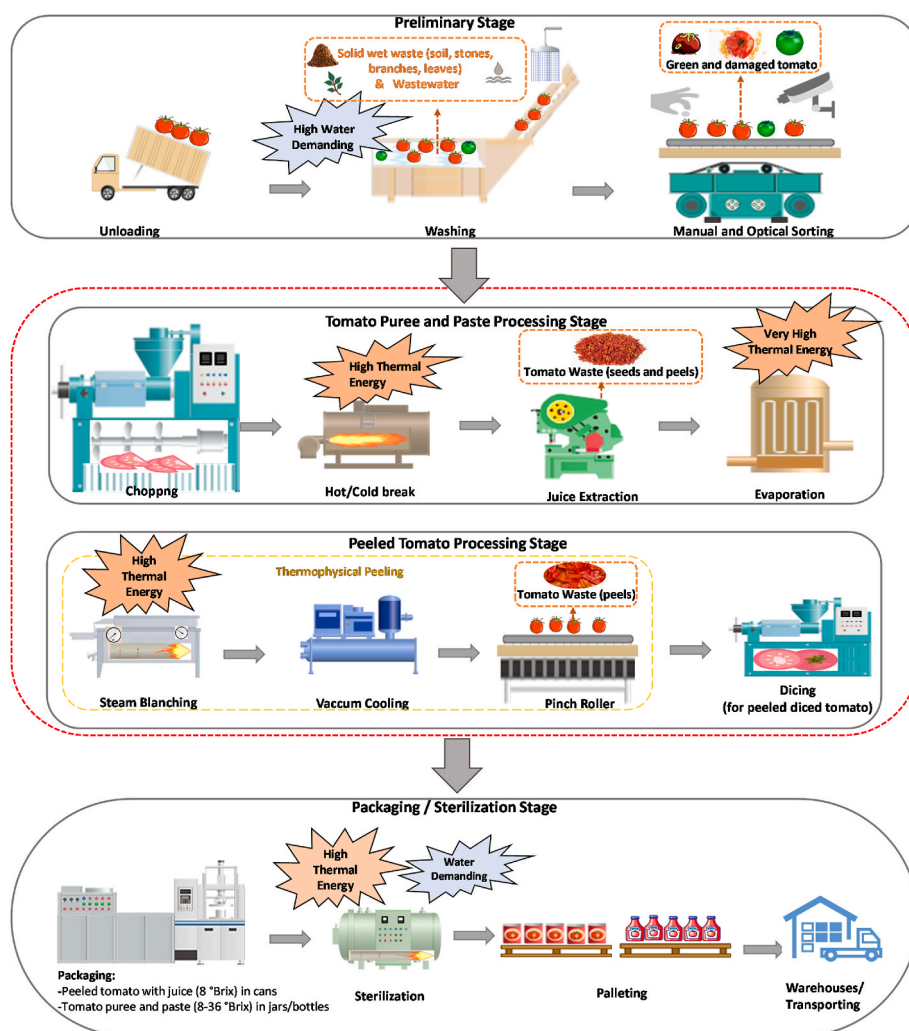 Preliminary Stage
Solid wet waste (soil, stones,
branches, leaves)
& Wastewater
High Water
Demanding
Green and damaged tomato
Unloading
Washing
Manual and Optical Sorting
Tomato Puree and Paste Processing Stage
High Thermal
Energy
Tomato Waste (seeds and peels)
Very High
Thermal Energy
Choppng
Hot/Cold break
Juice Extraction
Evaporation
Peeled Tomato Processing Stage
High
Thermal
Energy
Thermophysical Peeling
Tomato Waste (peels)
Steam Blanching
Vaccum Cooling
Pinch Roller
Dicing
(for peeled diced tomato)
Packaging / Sterilization Stage
High
Thermal
Energy
Water
Demanding
Packaging:
-Peeled tomato with juice (8 °Brix) in cans
-Tomato puree and paste (8-36 °Brix) in jars/bottles
Sterilization
Palleting
Warehouses/
Transporting